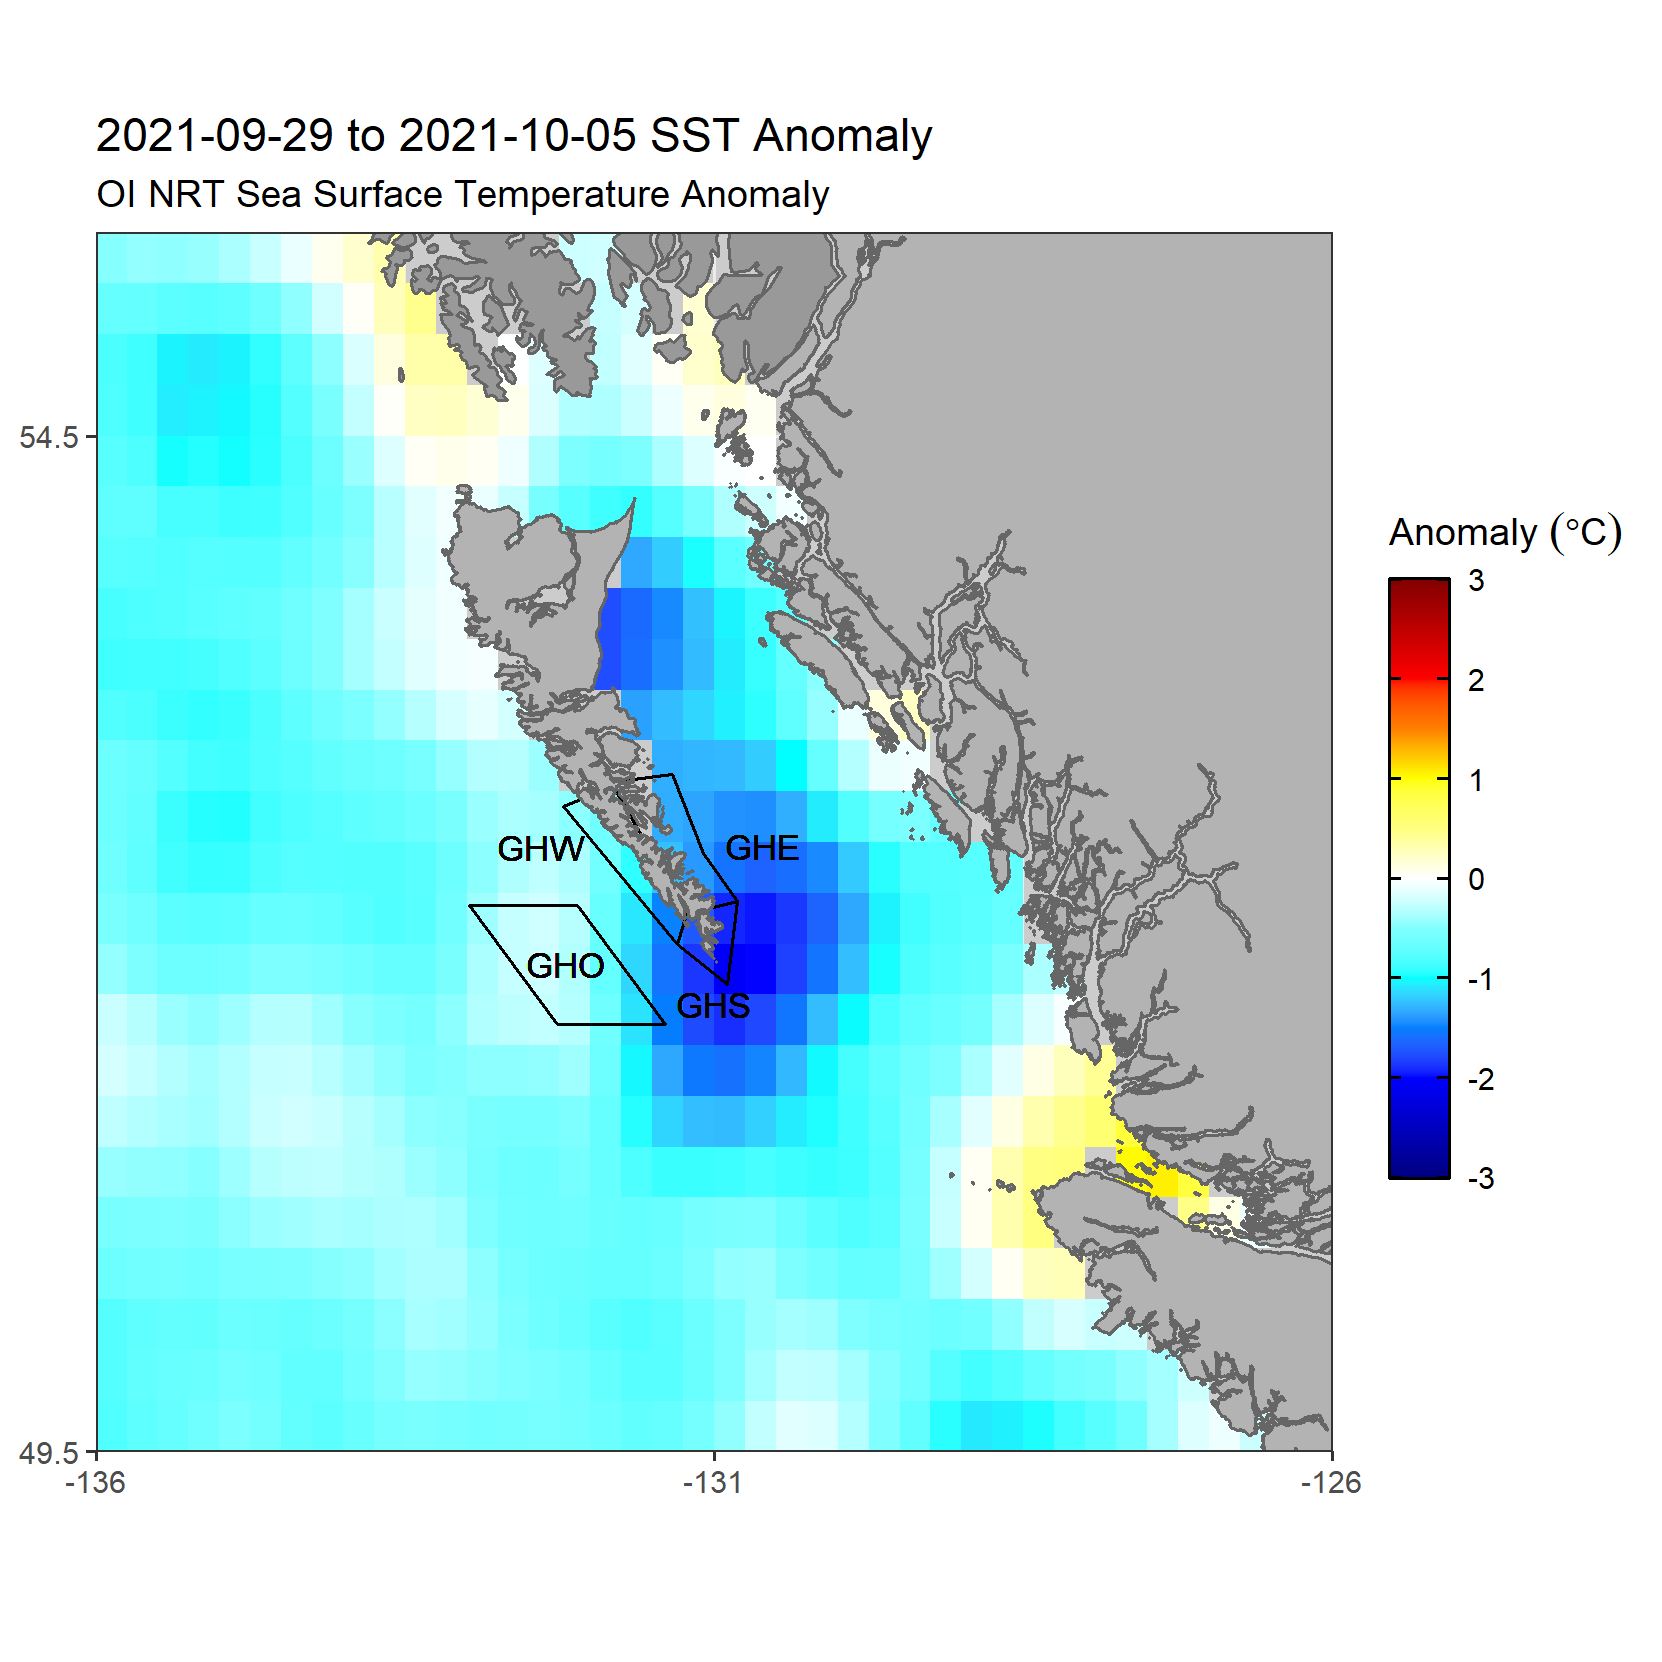 2021-09-29 to 2021-10-05 SST Anomaly
OI NRT Sea Surface Temperature Anomaly
54.5
49.5
-136
-131
-126
GHW
GHE
GHO
GHS
Anomaly (°C)
3
2
1
0
-1
-2
-3